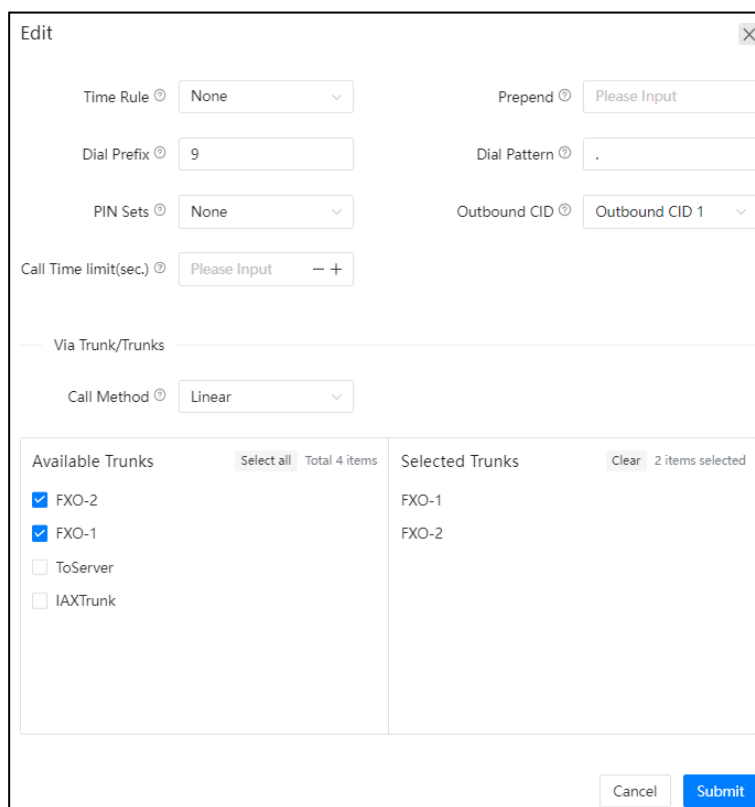 Edit
Time Rule None Prepend Please Input
Dial Prefix 9 Dial Pattern .
PIN Sets None Outbound CID Outbound CID 1
Call Time limit(sec.) Please Input
Via Trunk/Trunks
Call Method Linear
Available Trunks Select all Total 4 items Selected Trunks Clear 2 items selected
FXO-2 FXO-1
FXO-1 FXO-2
ToServer
IAXTrunk
Cancel Submit